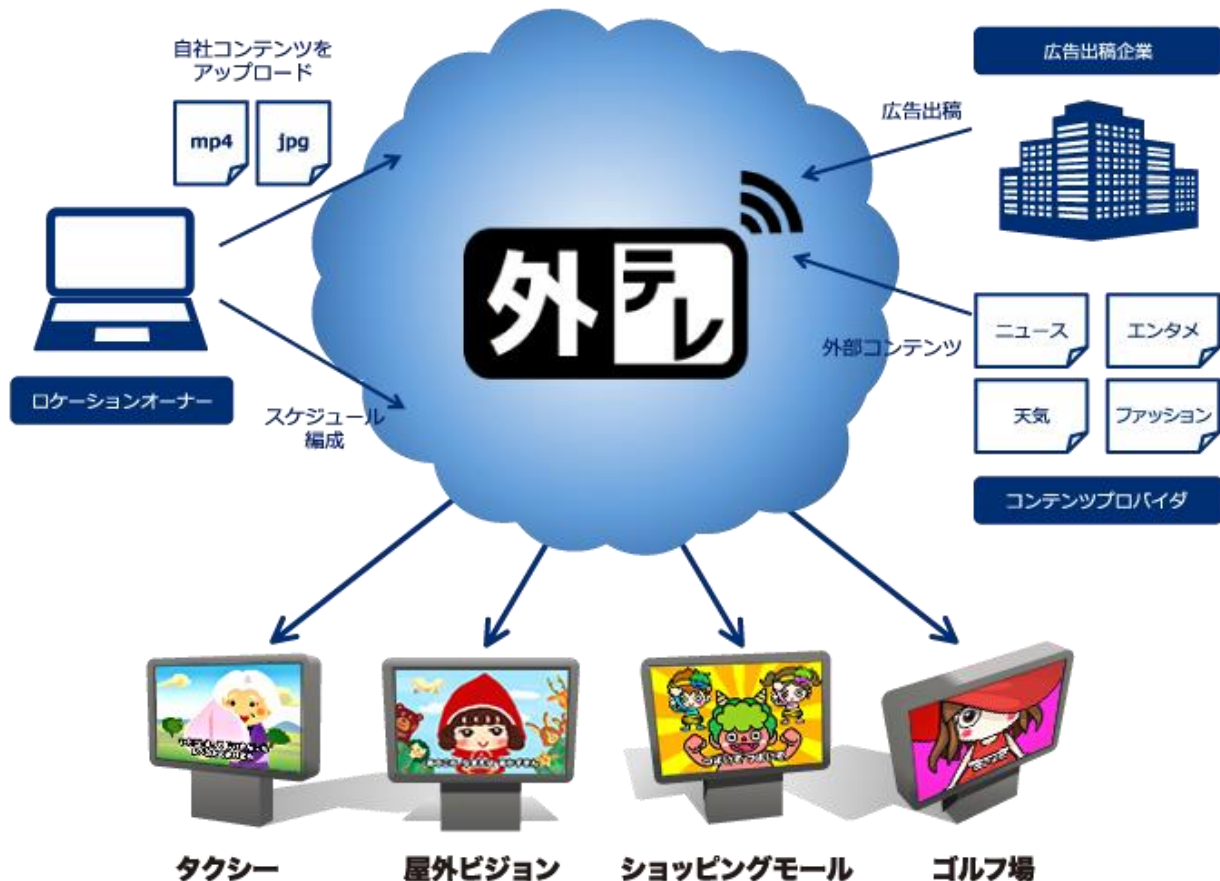 自社コンテンツを
アップロード
mp4
jpg
広告出稿企業
広告出稿
外テレ
ニュース
エンタメ
外部コンテンツ
天気
ファッション
ロケーションオーナー
スケジュール
編成
コンテンツプロバイダ
タクシー
屋外ビジョン
ショッピングモール
ゴルフ場